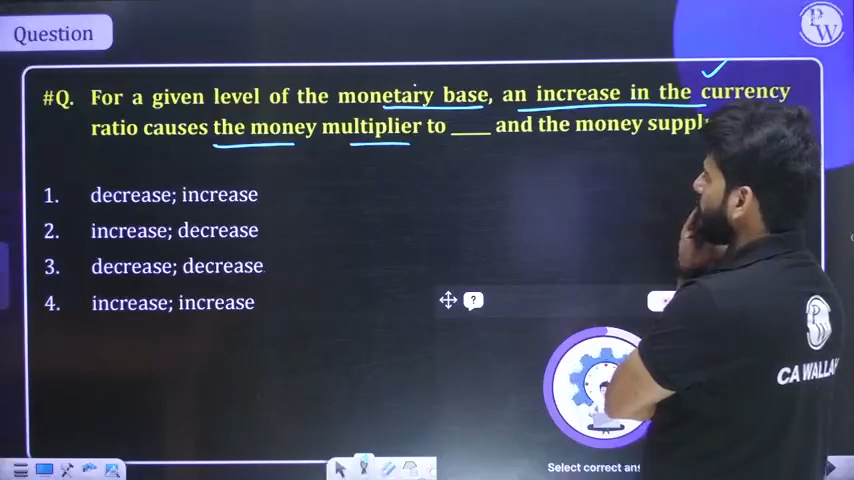 Question
PW
#Q. For a given level of the monetary base, an increase in the currency
ratio causes the money multiplier to ____ and the money
1. decrease; increase
2. increase; decrease
3. decrease; decrease
4. increase; increase
?
PW
CA WALLAH
Select correct